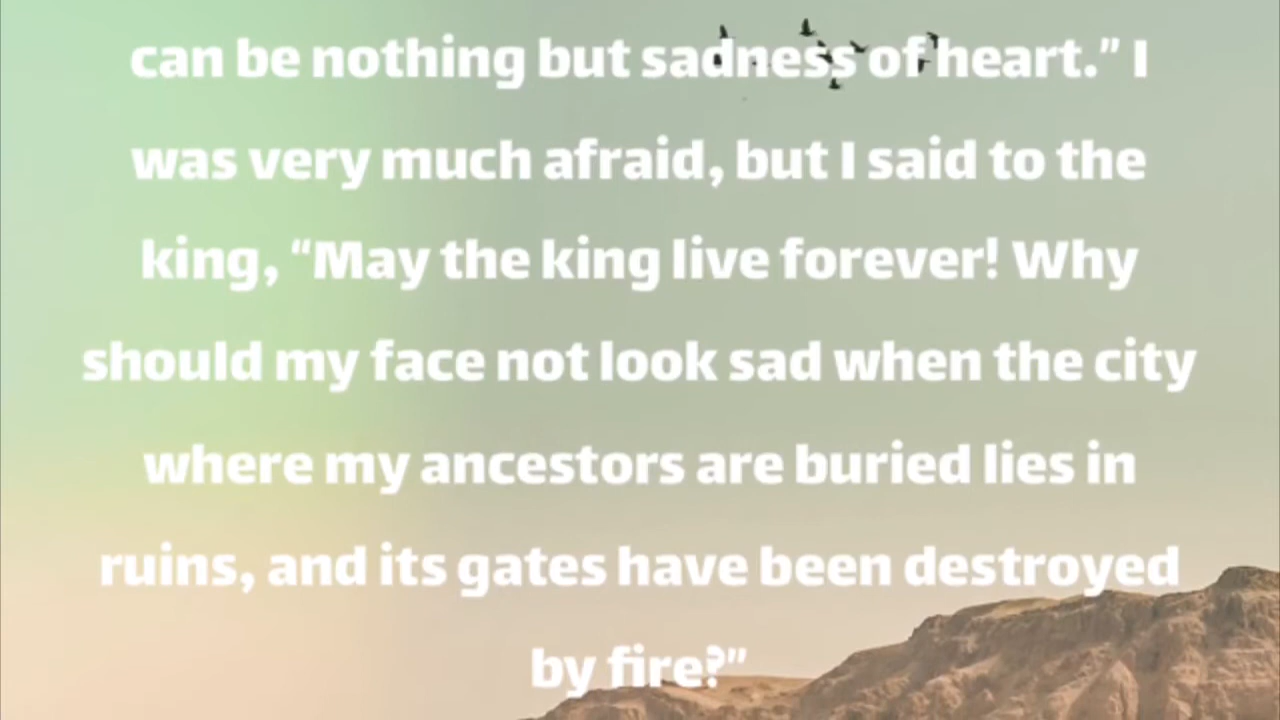 can be nothing but sadness of heart.” I
was very much afraid, but I said to the
king, “May the king live forever! Why
should my face not look sad when the city
where my ancestors are buried lies in
ruins, and its gates have been destroyed
by fire?”